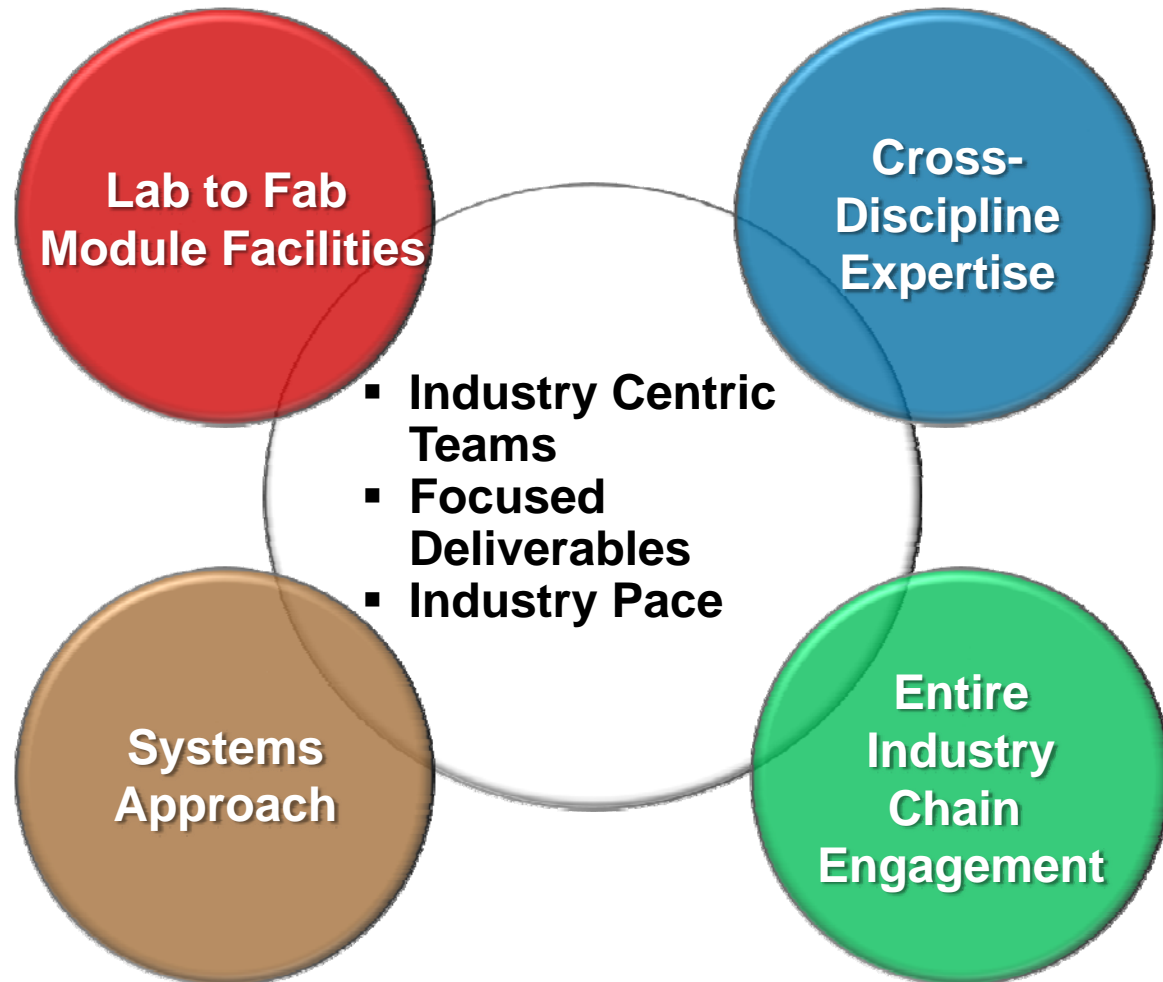 Lab to Fab
Module Facilities
Cross-
Discipline
Expertise
▪ Industry Centric
Teams
▪ Focused
Deliverables
▪ Industry Pace
Systems
Approach
Entire
Industry
Chain
Engagement